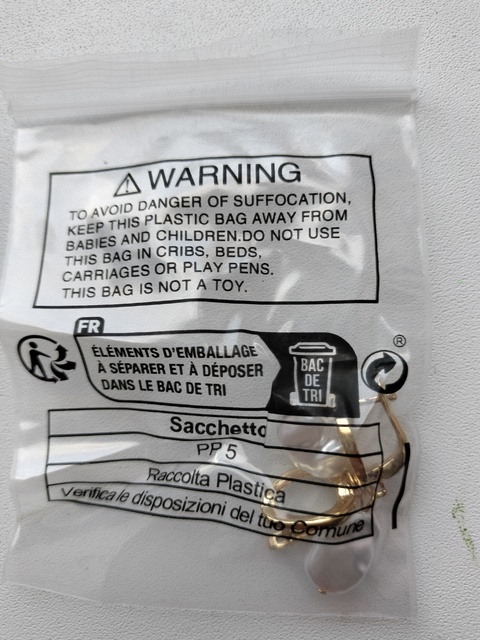 WARNING
TO AVOID DANGER OF SUFFOCATION,
KEEP THIS PLASTIC BAG AWAY FROM
BABIES AND CHILDREN.DO NOT USE
THIS BAG IN CRIBS, BEDS,
CARRIAGES OR PLAY PENS.
THIS BAG IS NOT A TOY.
FR
ÉLÉMENTS D'EMBALLAGE
À SÉPARER ET À DÉPOSER
DANS LE BAC DE TRI
BAC
DE
TRI
®
Sacchetto
PP 5
Raccolta Plastica
Verifica le disposizioni del tuo Comune